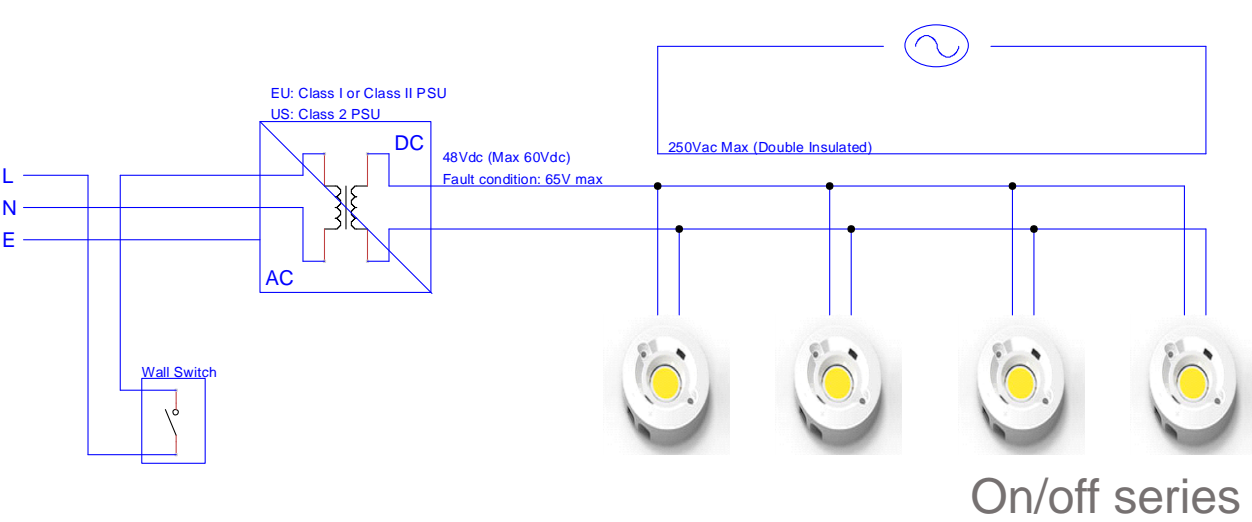 EU: Class I or Class II PSU
US: Class 2 PSU
DC
48Vdc (Max 60Vdc)
Fault condition: 65V max
250Vac Max (Double Insulated)
L
N
E
AC
Wall Switch
On/off series